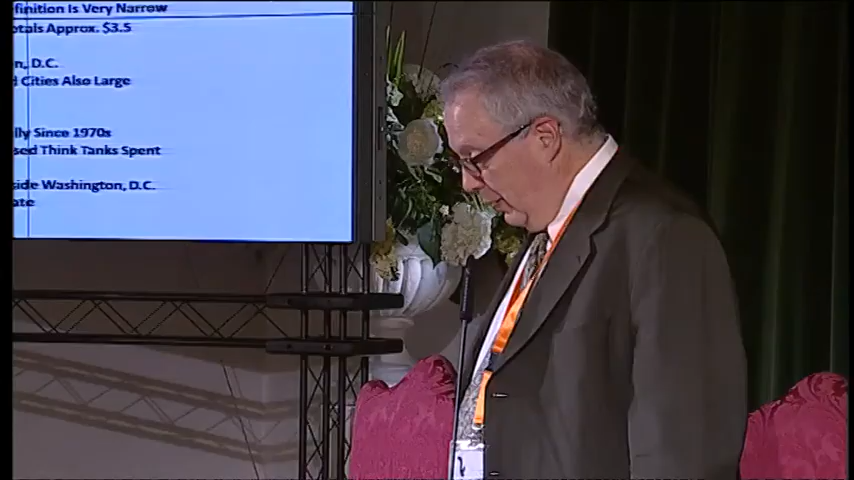 finition Is Very Narrow
otals Approx. $3.5
n, D.C.
d Cities Also Large
lly Since 1970s
sed Think Tanks Spent
side Washington, D.C.
ate